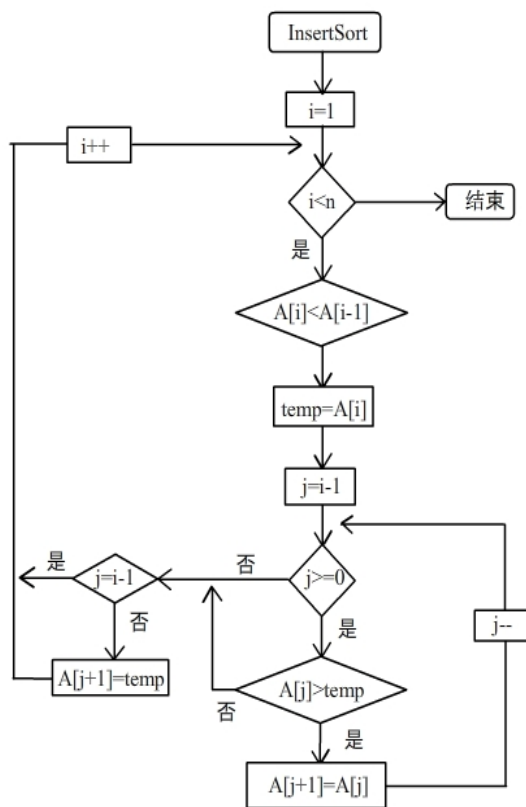 InsertSort
i=1
i++
i<n
结束
是
A[i]<A[i-1]
temp=A[i]
j=i-1
否
j>=0
是
j=i-1
j--
否
是
A[j+1]=temp
A[j]>temp
否
是
A[j+1]=A[j]